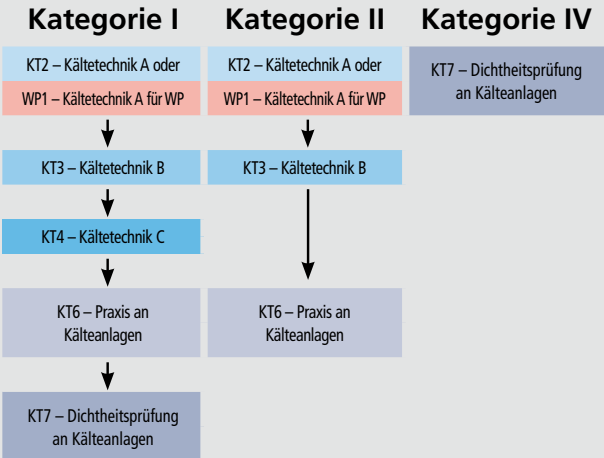 Kategorie I
KT2 – Kältetechnik A oder
WP1 – Kältetechnik A für WP
KT3 – Kältetechnik B
KT4 – Kältetechnik C
KT6 – Praxis an
Kälteanlagen
KT7 – Dichtheitsprüfung
an Kälteanlagen
Kategorie II
KT2 – Kältetechnik A oder
WP1 – Kältetechnik A für WP
KT3 – Kältetechnik B
KT6 – Praxis an
Kälteanlagen
Kategorie IV
KT7 – Dichtheitsprüfung
an Kälteanlagen